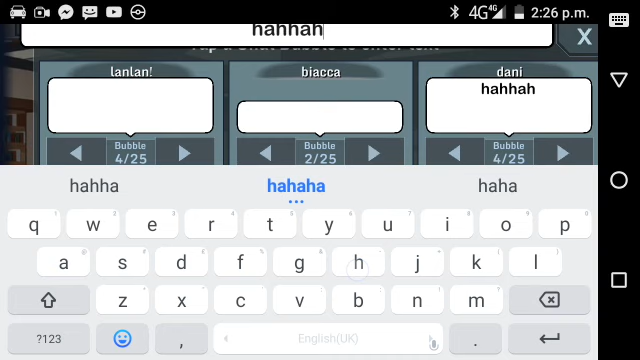 4G 4G 2:26 p.m.
hahhah
X
Tap a Chat Bubble to enter text
lanlan! biacca dani
hahhah
Bubble Bubble Bubble
4/25 2/25 4/25
hahha hahaha haha
q w e r t y u i o p
a s d f g h j k l
z x c v b n m
?123 , English(UK) .